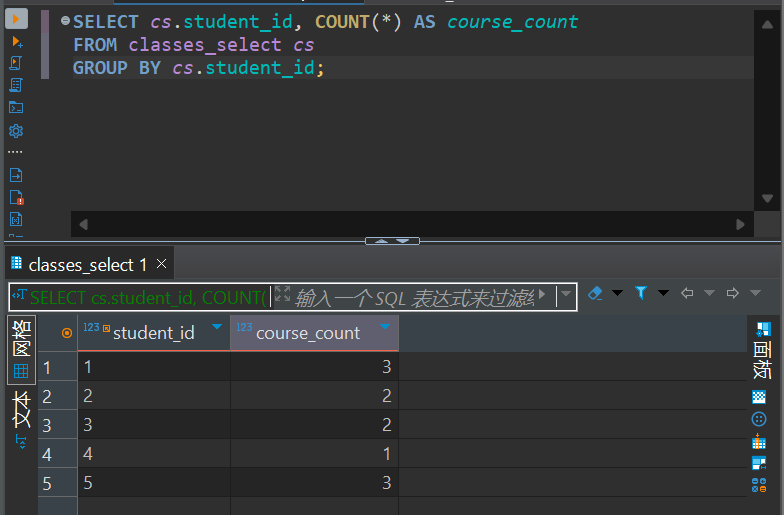 SELECT cs.student_id, COUNT(*) AS course_count
FROM classes_select cs
GROUP BY cs.student_id;
classes_select 1
SELECT cs.student_id, COUNT( 输入一个 SQL 表达式来过滤
网格
文本
123 student_id 123 course_count
1 1 3
2 2 2
3 3 2
4 4 1
5 5 3
面板